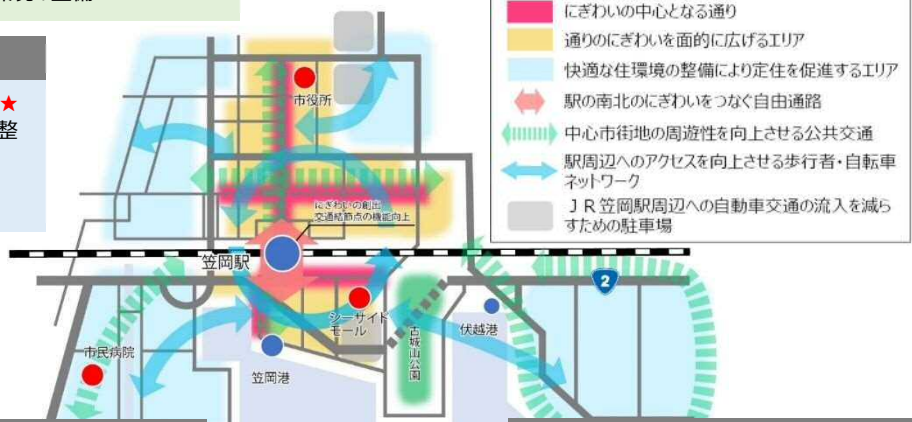 ★
整
にぎわいの中心となる通り
通りのにぎわいを面的に広げるエリア
快適な住環境の整備により定住を促進するエリア
駅の南北のにぎわいをつなぐ自由通路
中心市街地の周遊性を向上させる公共交通
駅周辺へのアクセスを向上させる歩行者・自転車
ネットワーク
ＪＲ笠岡駅周辺への自動車交通の流入を減ら
すための駐車場
市役所
にぎわいの創出
交通結節点の機能向上
笠岡駅
2
シーサイド
モール
古城山公園
伏越港
市民病院
笠岡港